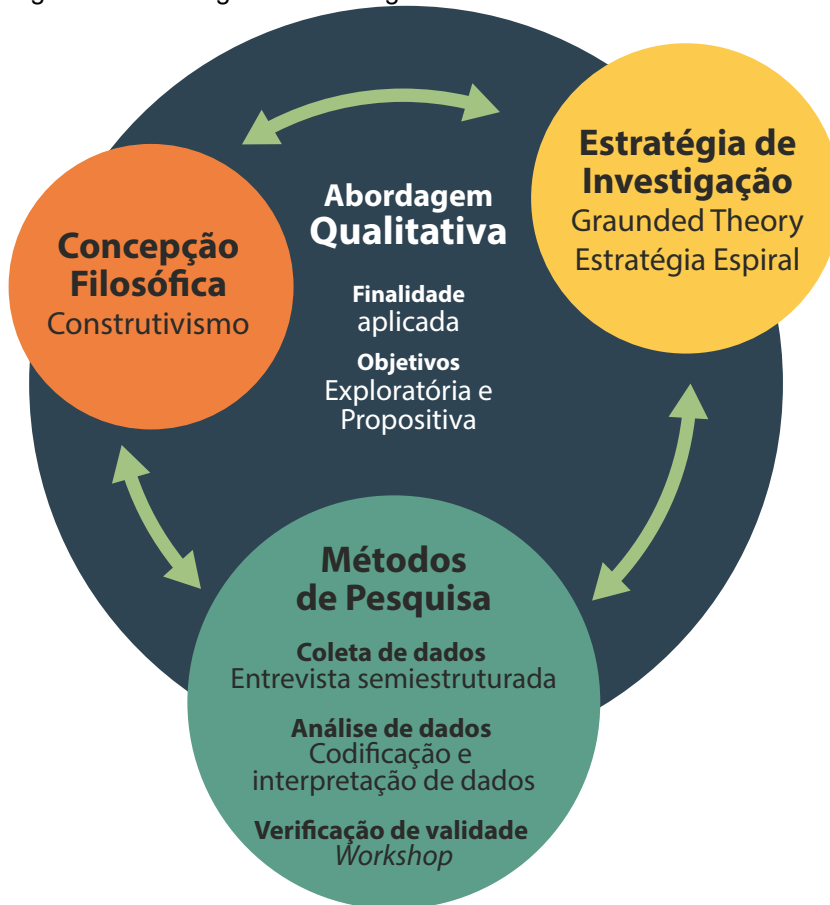 Concepção
Filosófica
Construtivismo
Abordagem
Qualitativa
Finalidade
aplicada
Objetivos
Exploratória e
Propositiva
Estratégia de
Investigação
Graunded Theory
Estratégia Espiral
Métodos
de Pesquisa
Coleta de dados
Entrevista semiestruturada
Análise de dados
Codificação e
interpretação de dados
Verificação de validade
Workshop